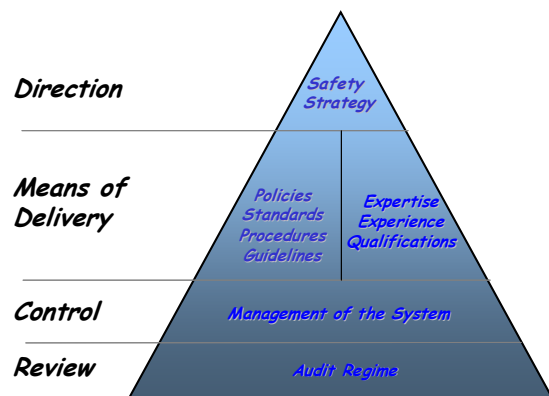 Direction
Safety
Strategy
Means of
Delivery
Policies
Standards
Procedures
Guidelines
Expertise
Experience
Qualifications
Control
Management of the System
Review
Audit Regime